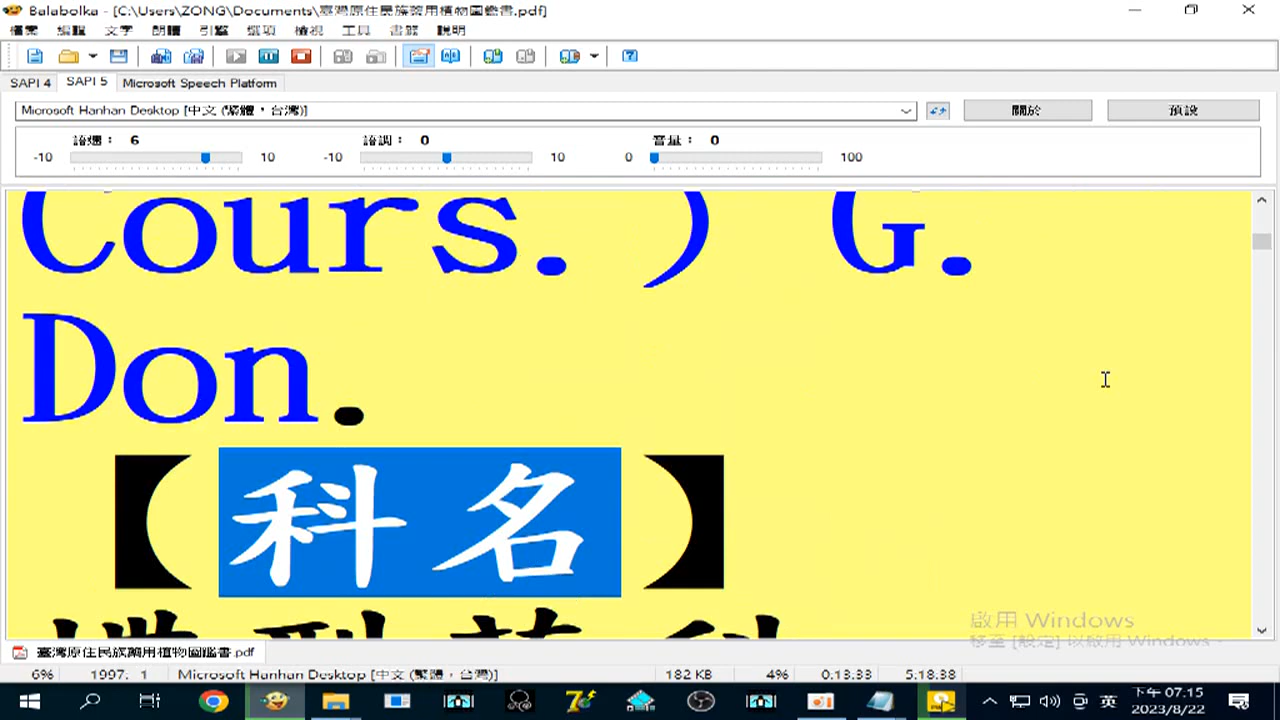 Balabolka - [C:\Users\ZONG\Documents\臺灣原住民族藥用植物圖鑑書.pdf]
檔案 編輯 文字 朗讀 引擎 選項 檢視 工具 書籤 說明
SAPI 4 SAPI 5 Microsoft Speech Platform
Microsoft Hanhan Desktop [中文 (繁體，台灣)] 關於 預設
語速： 6 語調： 0 音量： 0
-10 10 -10 10 0 100
Cours. ) G.
Don.
【科名】
啟用 Windows
移至 [設定] 以啟用 Windows。
臺灣原住民族藥用植物圖鑑書.pdf
6% 1997: 1 Microsoft Hanhan Desktop [中文 (繁體，台灣)] 182 KB 4% 0:13:33 5:18:38
英 下午 07:15
2023/8/22